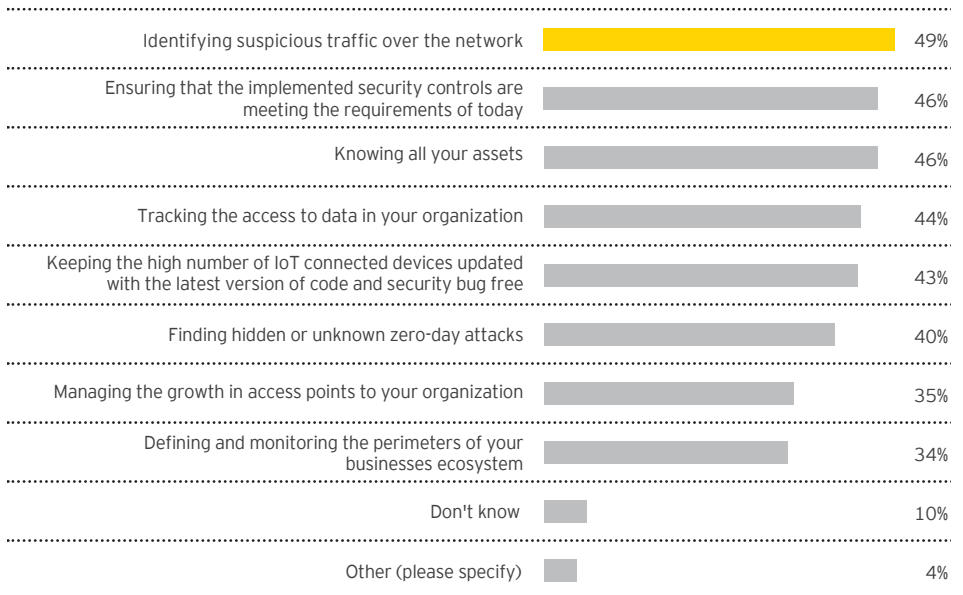 Identifying suspicious traffic over the network 49%
Ensuring that the implemented security controls are
meeting the requirements of today 46%
Knowing all your assets 46%
Tracking the access to data in your organization 44%
Keeping the high number of IoT connected devices updated
with the latest version of code and security bug free 43%
Finding hidden or unknown zero-day attacks 40%
Managing the growth in access points to your organization 35%
Defining and monitoring the perimeters of your
businesses ecosystem 34%
Don't know 10%
Other (please specify) 4%